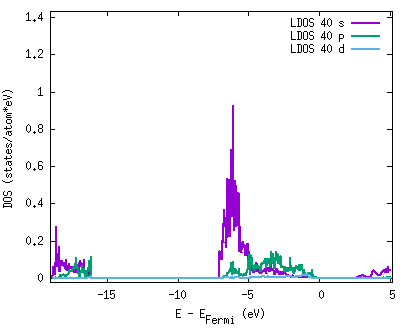 LDOS 40 s
LDOS 40 p
LDOS 40 d
1.4
1.2
1
0.8
0.6
0.4
0.2
0
DOS (states/atom*eV)
-15 -10 -5 0 5
E - EFermi (eV)